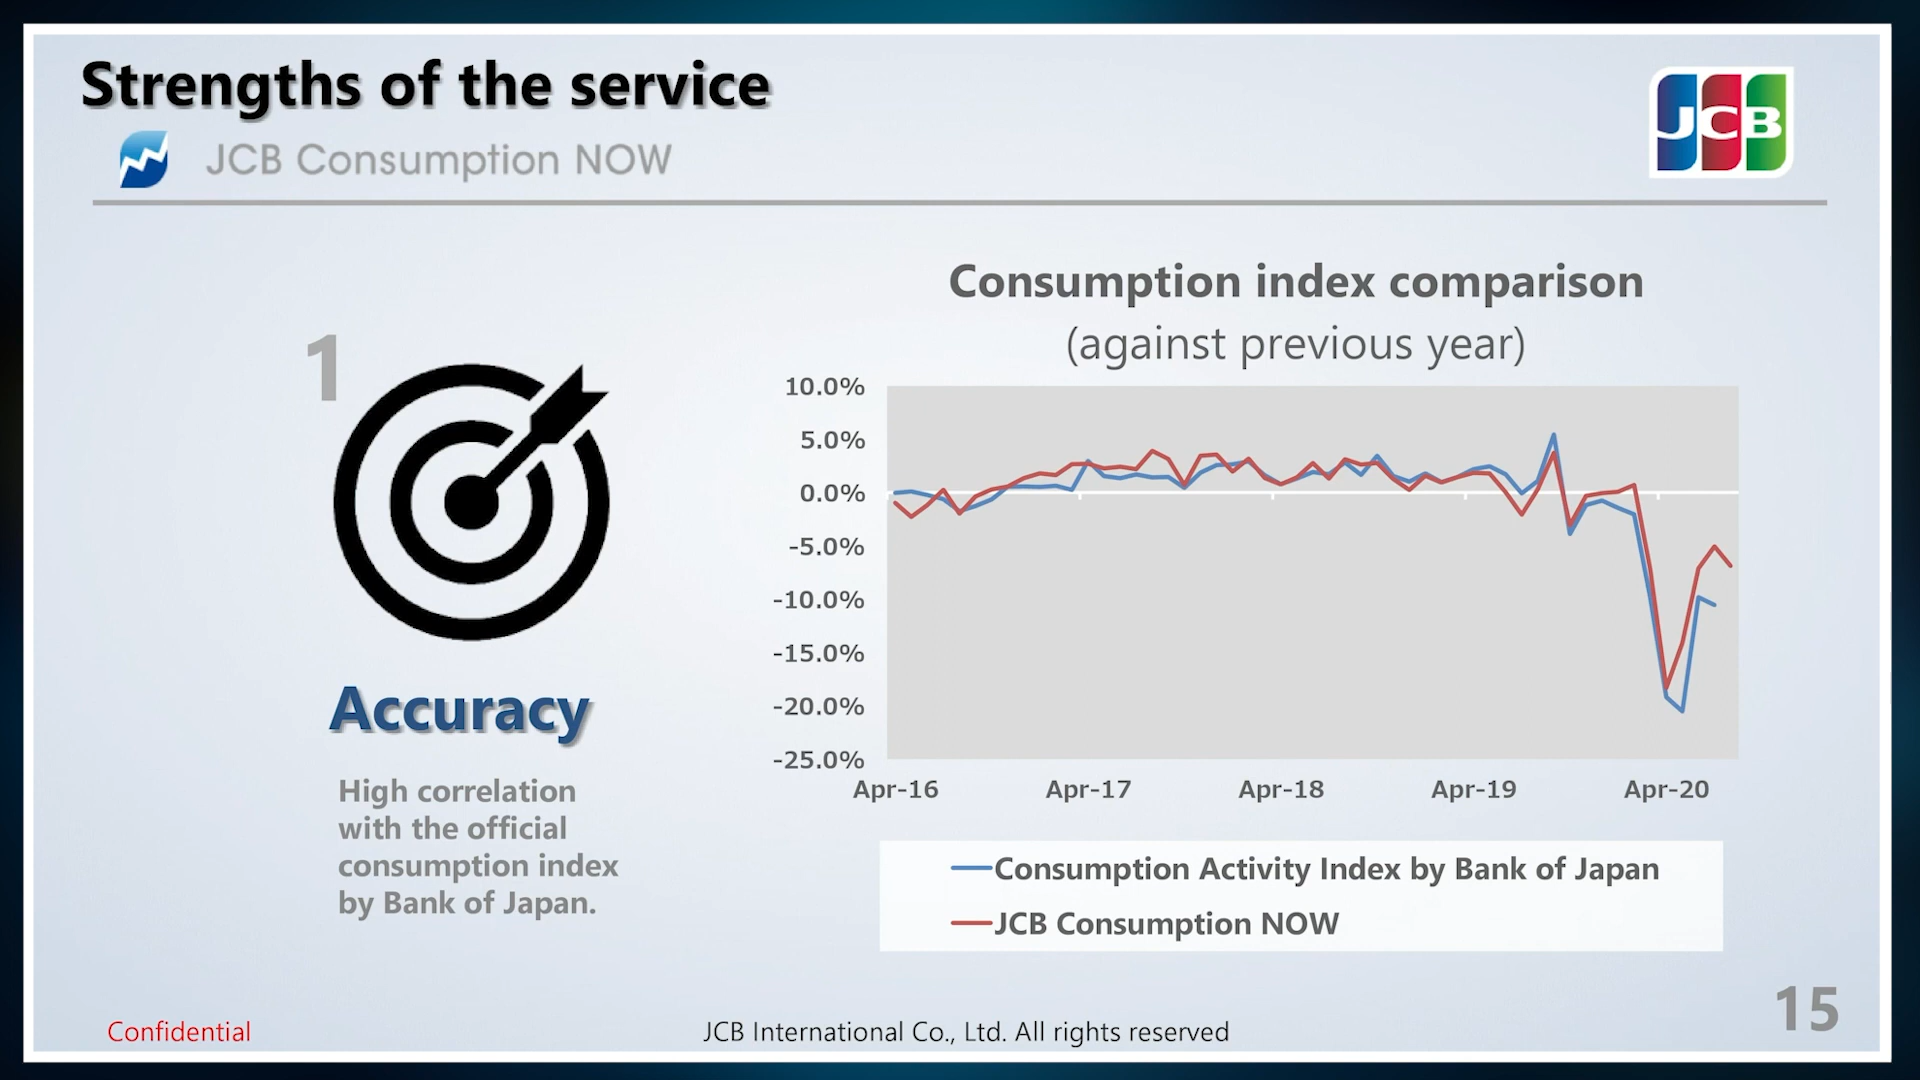 Strengths of the service
JCB Consumption NOW
JCB
1
Accuracy
High correlation
with the official
consumption index
by Bank of Japan.
Consumption index comparison
(against previous year)
10.0%
5.0%
0.0%
-5.0%
-10.0%
-15.0%
-20.0%
-25.0%
Apr-16 Apr-17 Apr-18 Apr-19 Apr-20
Consumption Activity Index by Bank of Japan
JCB Consumption NOW
Confidential
JCB International Co., Ltd. All rights reserved
15